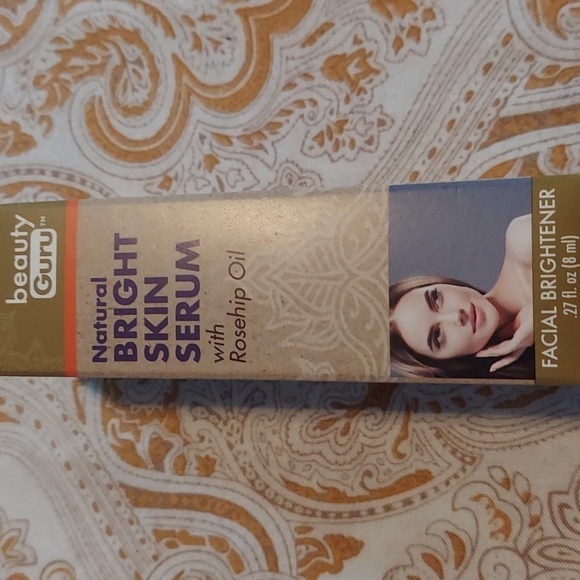 beauty
GURU™
Natural
BRIGHT
SKIN
SERUM
with
Rosehip Oil
FACIAL BRIGHTENER
.27 fl. oz (8 ml)